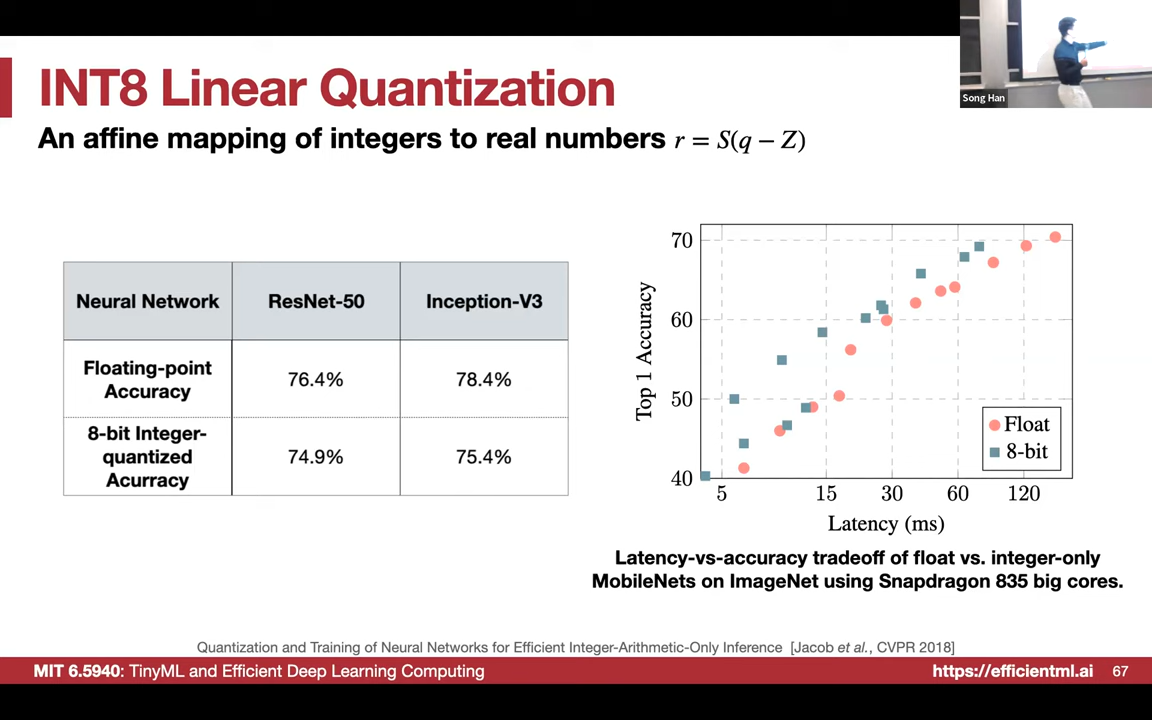 Song Han
INT8 Linear Quantization
An affine mapping of integers to real numbers r = S(q − Z)
Neural Network ResNet-50 Inception-V3
Floating-point
Accuracy
76.4% 78.4%
8-bit Integer-
quantized
Acurracy
74.9% 75.4%
Top 1 Accuracy
70
60
50
40
5 15 30 60 120
Latency (ms)
Float
8-bit
Latency-vs-accuracy tradeoff of float vs. integer-only
MobileNets on ImageNet using Snapdragon 835 big cores.
Quantization and Training of Neural Networks for Efficient Integer-Arithmetic-Only Inference [Jacob et al., CVPR 2018]
MIT 6.5940: TinyML and Efficient Deep Learning Computing https://efficientml.ai 67